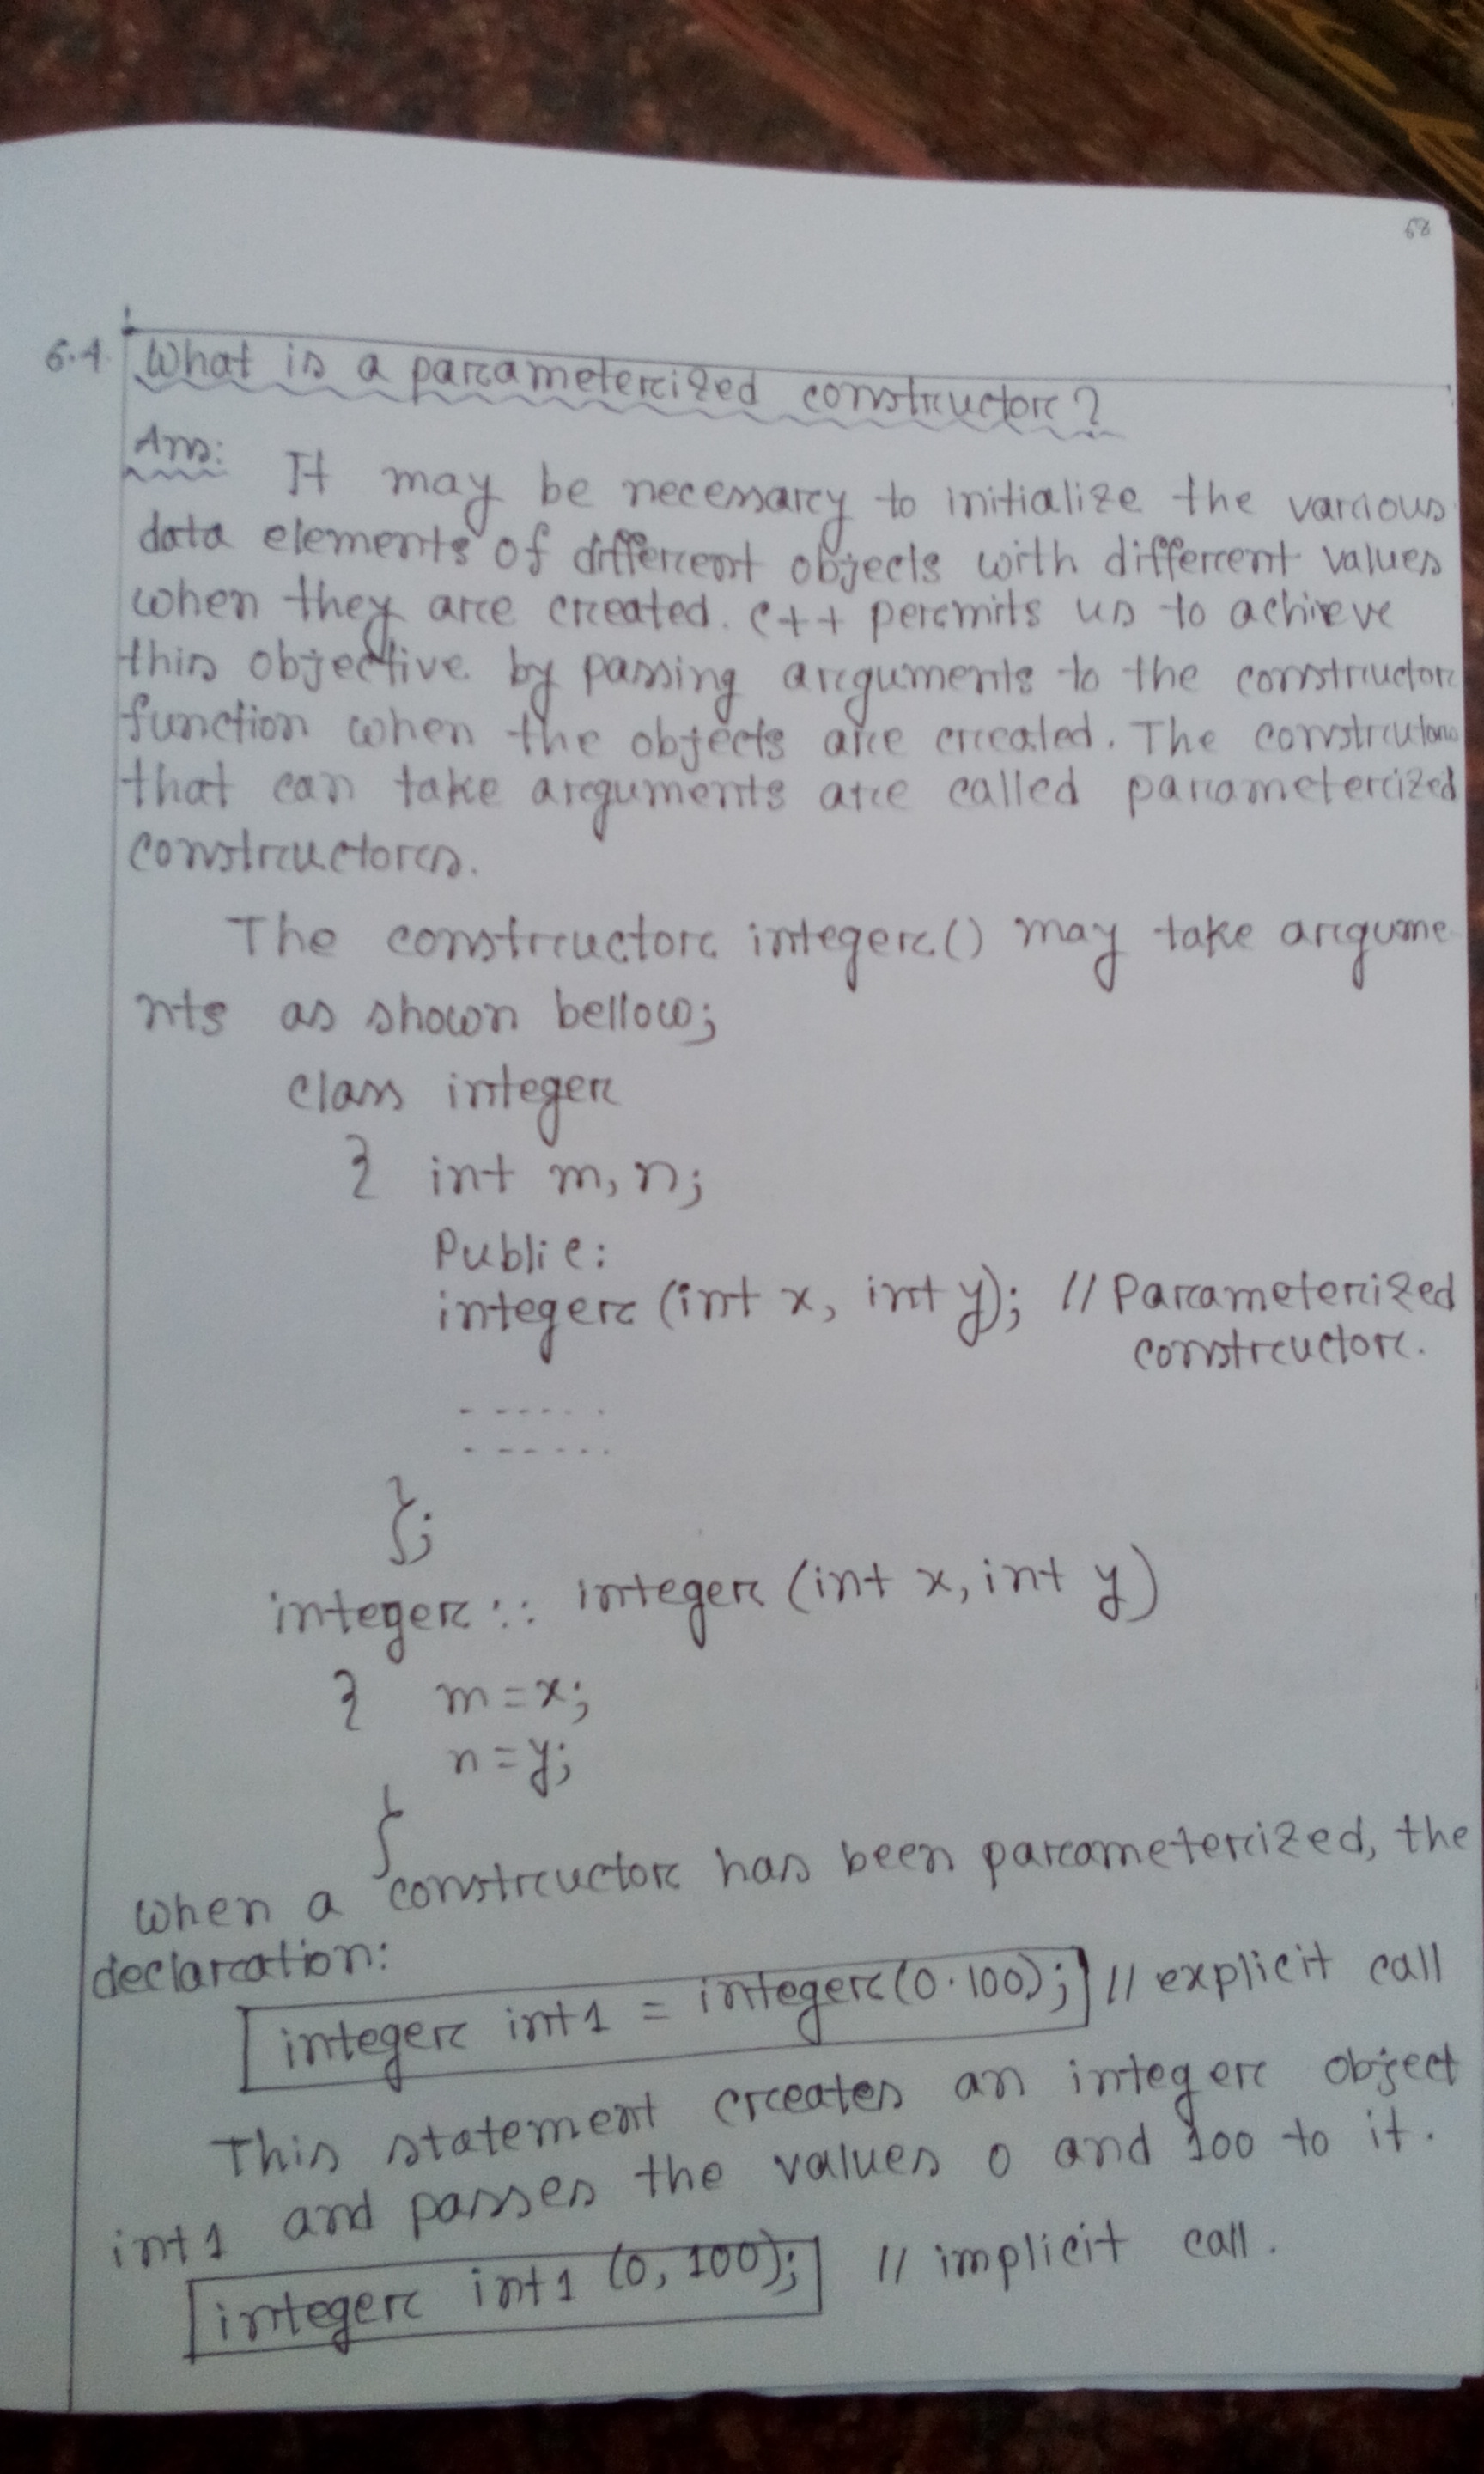 68
6.4. What is a parameterized constructor?
Ans: It may be necessary to initialize the various
data elements of different objects with different values
when they are created. C++ permits us to achieve
this objective by passing arguments to the constructor
function when the objects are created. The
that can take arguments are called parameterized
constructors.
The constructor integer() may take argume
nts as shown bellow;
class integer
{ int m, n;
Public:
integer (int x, int y); // Parameterized
constructor.
------
------
};
integer :: integer (int x, int y)
{ m = x;
n = y;
}
When a constructor has been parameterized, the
declaration:
integer int1 = integer(0.100); // explicit call
This statement creates an integer object
int1 and passes the values 0 and 100 to it.
integer int1 (0, 100); // implicit call.